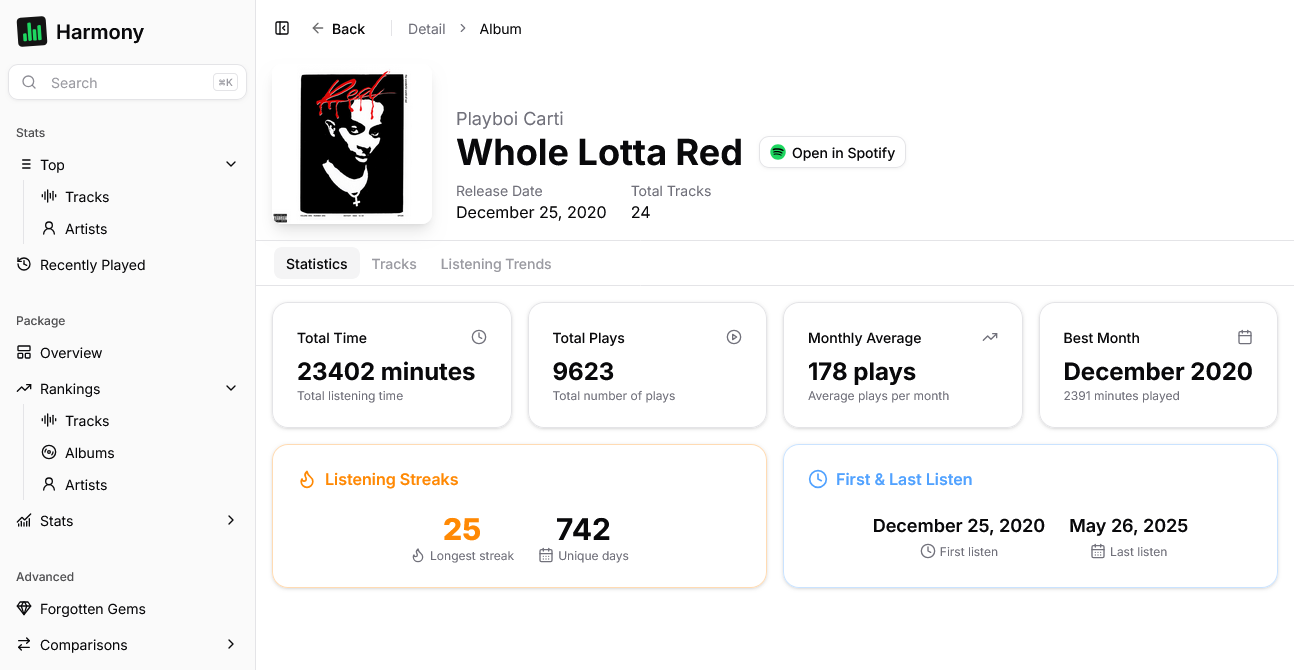 Harmony
Search
⌘K
Stats
Top
Tracks
Artists
Recently Played
Package
Overview
Rankings
Tracks
Albums
Artists
Stats
Advanced
Forgotten Gems
Comparisons
Back
Detail
Album
Red
Playboi Carti
Whole Lotta Red
Open in Spotify
Release Date
Total Tracks
December 25, 2020
24
Statistics
Tracks
Listening Trends
Total Time
23402 minutes
Total listening time
Total Plays
9623
Total number of plays
Monthly Average
178 plays
Average plays per month
Best Month
December 2020
2391 minutes played
Listening Streaks
25
Longest streak
742
Unique days
First & Last Listen
December 25, 2020
First listen
May 26, 2025
Last listen